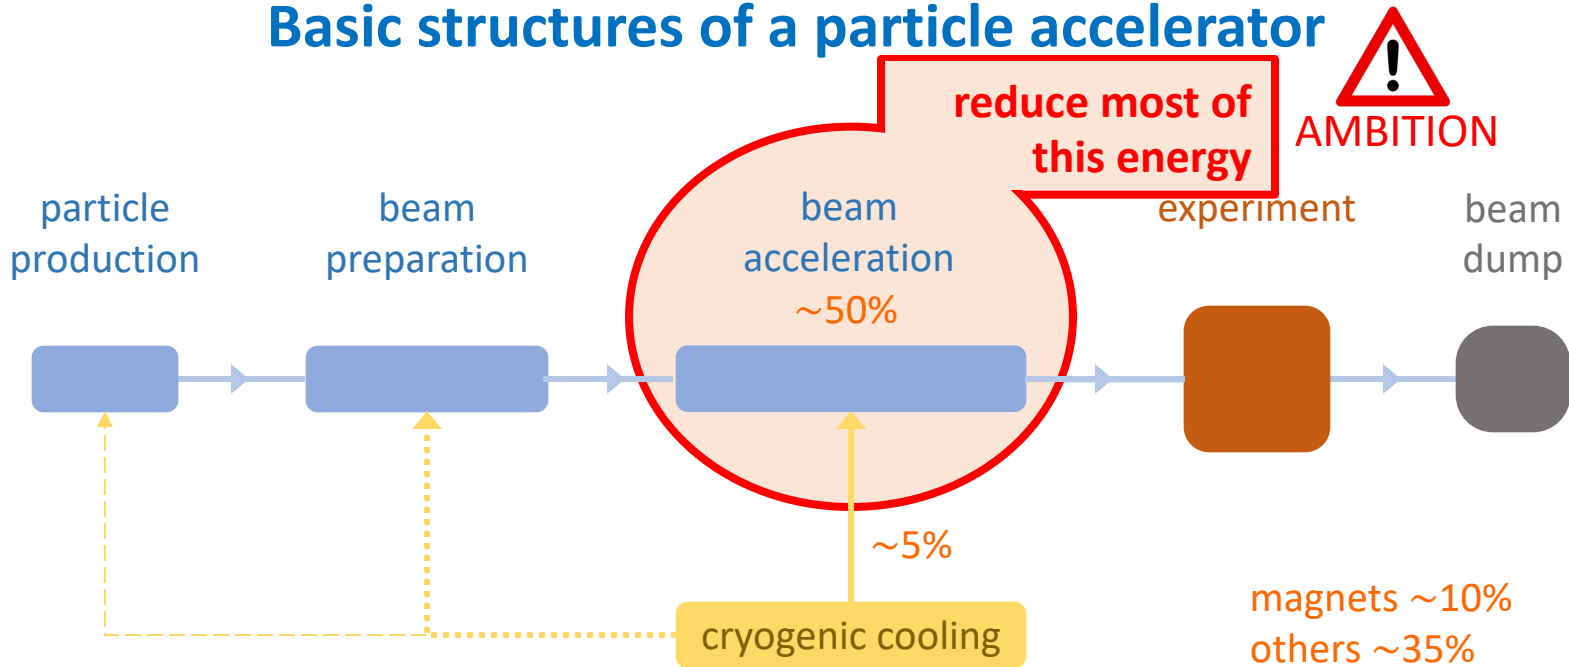 Basic structures of a particle accelerator
reduce most of
this energy
AMBITION
particle
production
beam
preparation
beam
acceleration
~50%
experiment
beam
dump
~5%
cryogenic cooling
magnets ~10%
others ~35%